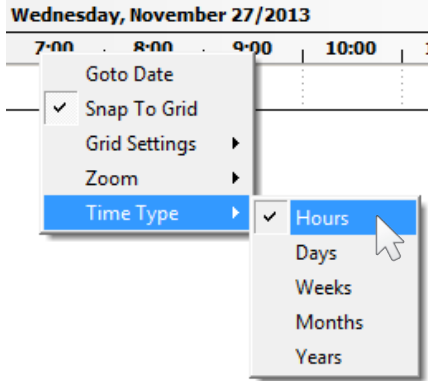 Wednesday, November 27/2013
7:00 8:00 9:00 10:00
Goto Date
Snap To Grid
Grid Settings
Zoom
Time Type
Hours
Days
Weeks
Months
Years